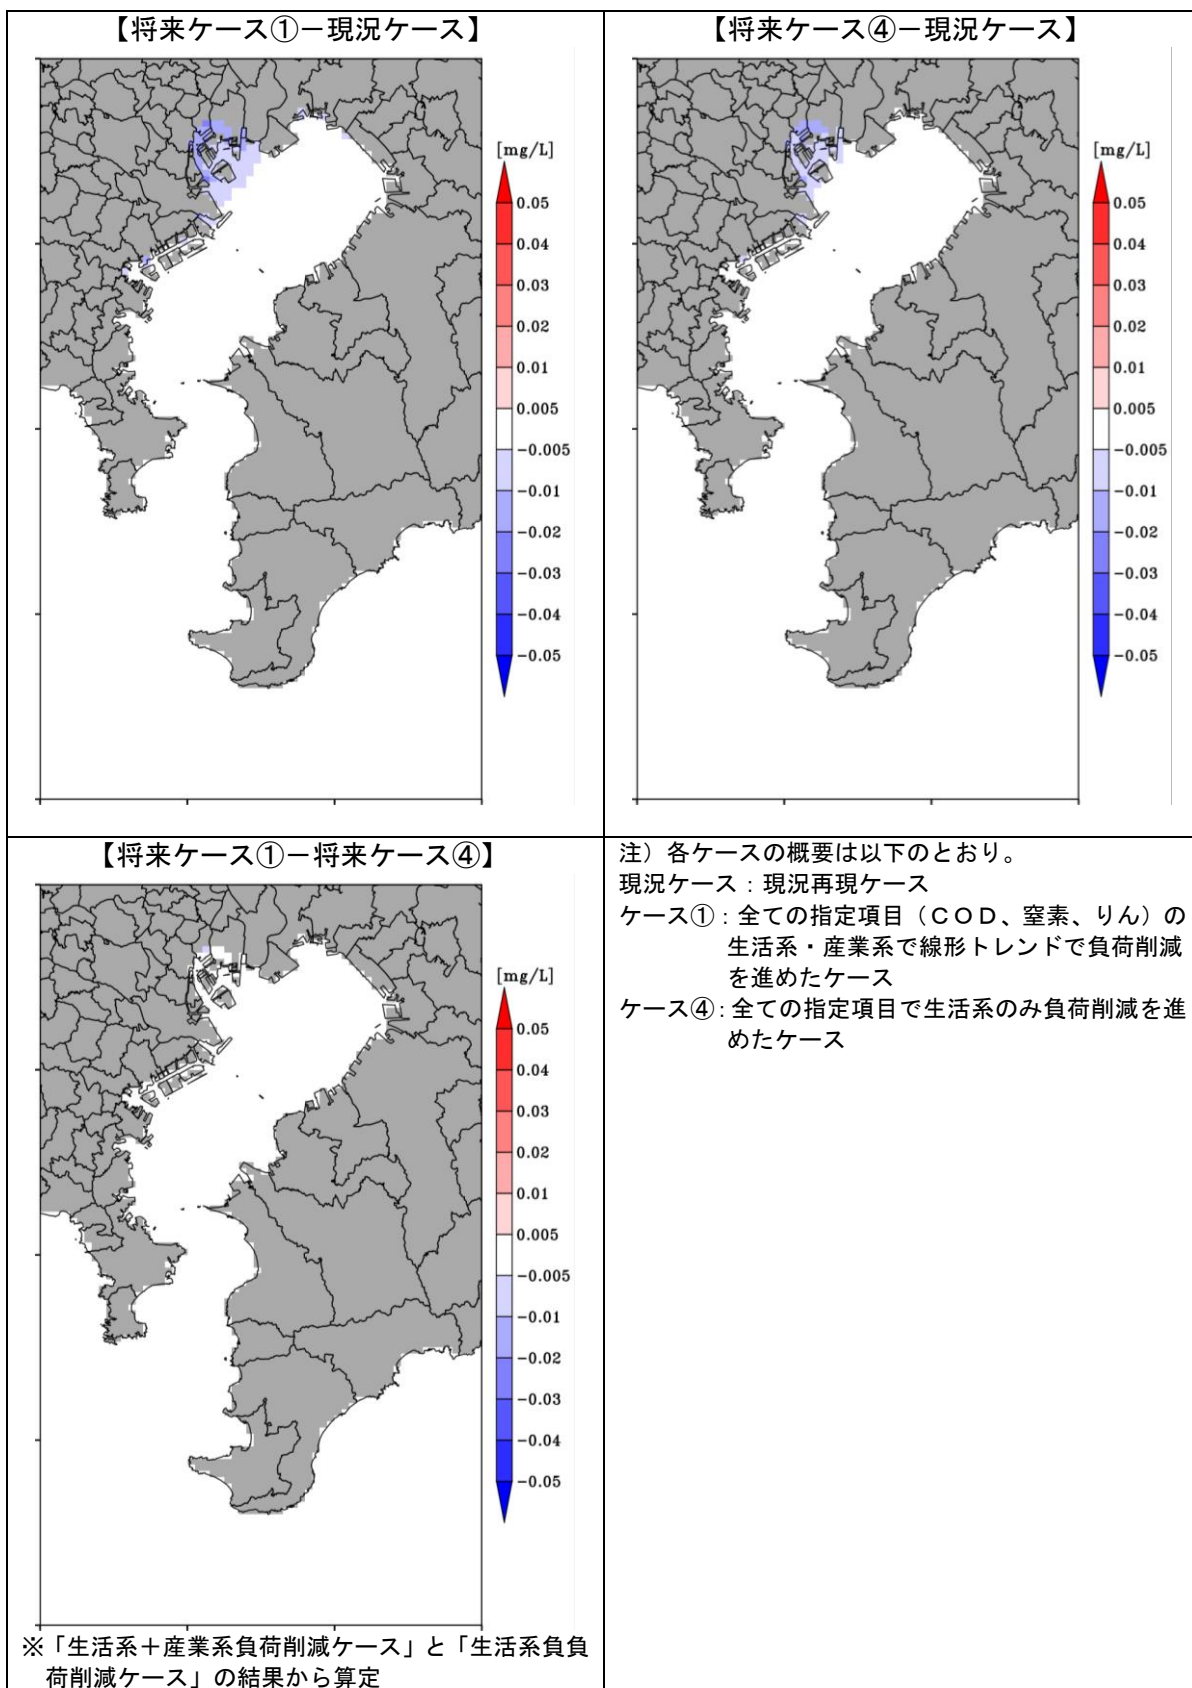 【将来ケース①－現況ケース】
[mg/L]
0.05
0.04
0.03
0.02
0.01
0.005
-0.005
-0.01
-0.02
-0.03
-0.04
-0.05
【将来ケース④－現況ケース】
[mg/L]
0.05
0.04
0.03
0.02
0.01
0.005
-0.005
-0.01
-0.02
-0.03
-0.04
-0.05
【将来ケース①－将来ケース④】
[mg/L]
0.05
0.04
0.03
0.02
0.01
0.005
-0.005
-0.01
-0.02
-0.03
-0.04
-0.05
※「生活系＋産業系負荷削減ケース」と「生活系負負
荷削減ケース」の結果から算定
注）各ケースの概要は以下のとおり。
現況ケース：現況再現ケース
ケース①：全ての指定項目（ＣＯＤ、窒素、りん）の
生活系・産業系で線形トレンドで負荷削減
を進めたケース
ケース④：全ての指定項目で生活系のみ負荷削減を進
めたケース